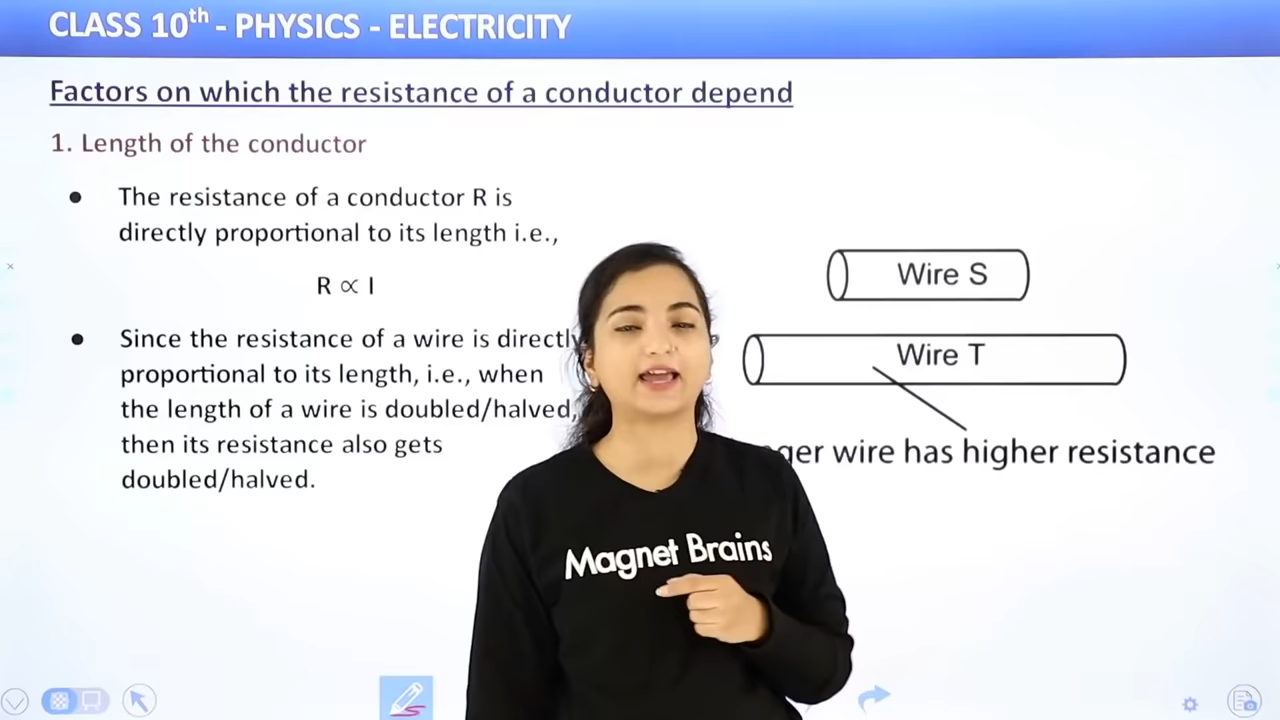 CLASS 10th - PHYSICS - ELECTRICITY
Factors on which the resistance of a conductor depend
1. Length of the conductor
• The resistance of a conductor R is
directly proportional to its length i.e.,
R ∝ l
• Since the resistance of a wire is directly
proportional to its length, i.e., when
the length of a wire is doubled/halved,
then its resistance also gets
doubled/halved.
Wire S
Wire T
wire has higher resistance
Magnet Brains